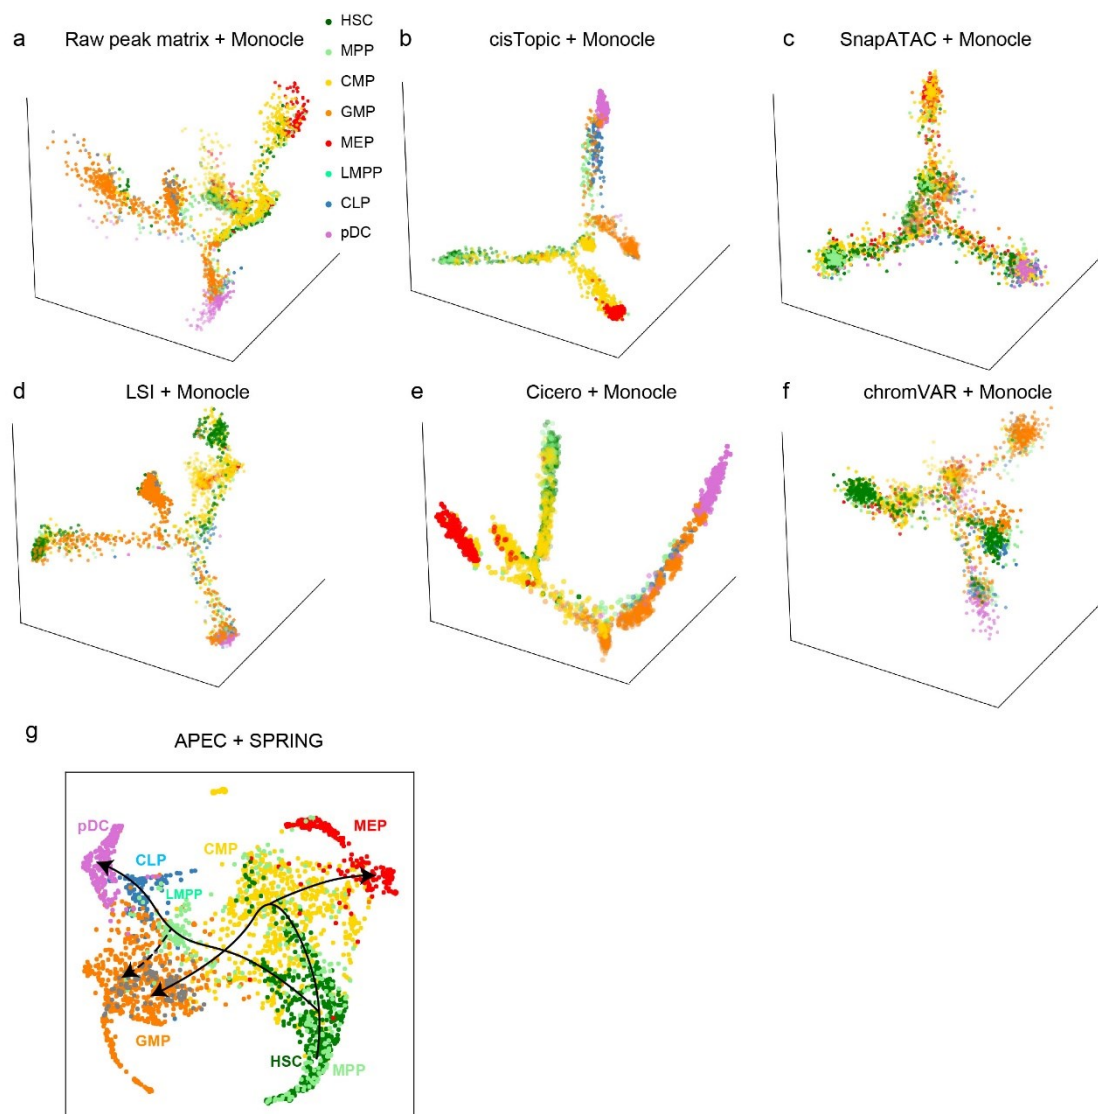 a Raw peak matrix + Monocle
HSC
MPP
CMP
GMP
MEP
LMPP
CLP
pDC
b cisTopic + Monocle
c SnapATAC + Monocle
d LSI + Monocle
e Cicero + Monocle
f chromVAR + Monocle
g APEC + SPRING
pDC
CLP
LMPP
CMP
MEP
GMP
HSC
MPP